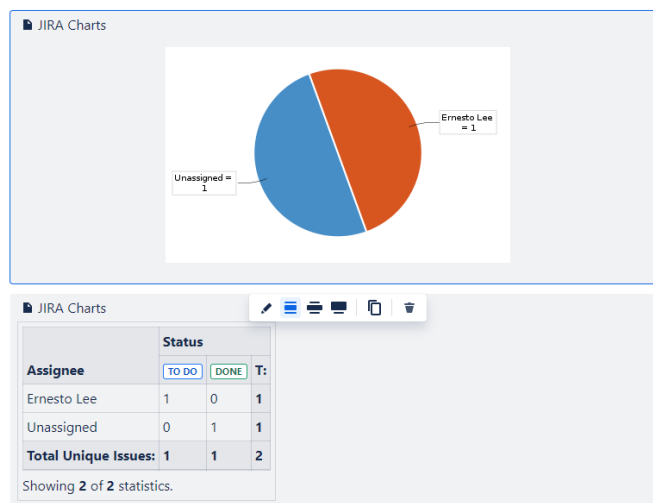 JIRA Charts
Ernesto Lee
= 1
Unassigned =
1
JIRA Charts
Status
Assignee TO DO DONE T:
Ernesto Lee 1 0 1
Unassigned 0 1 1
Total Unique Issues: 1 1 2
Showing 2 of 2 statistics.